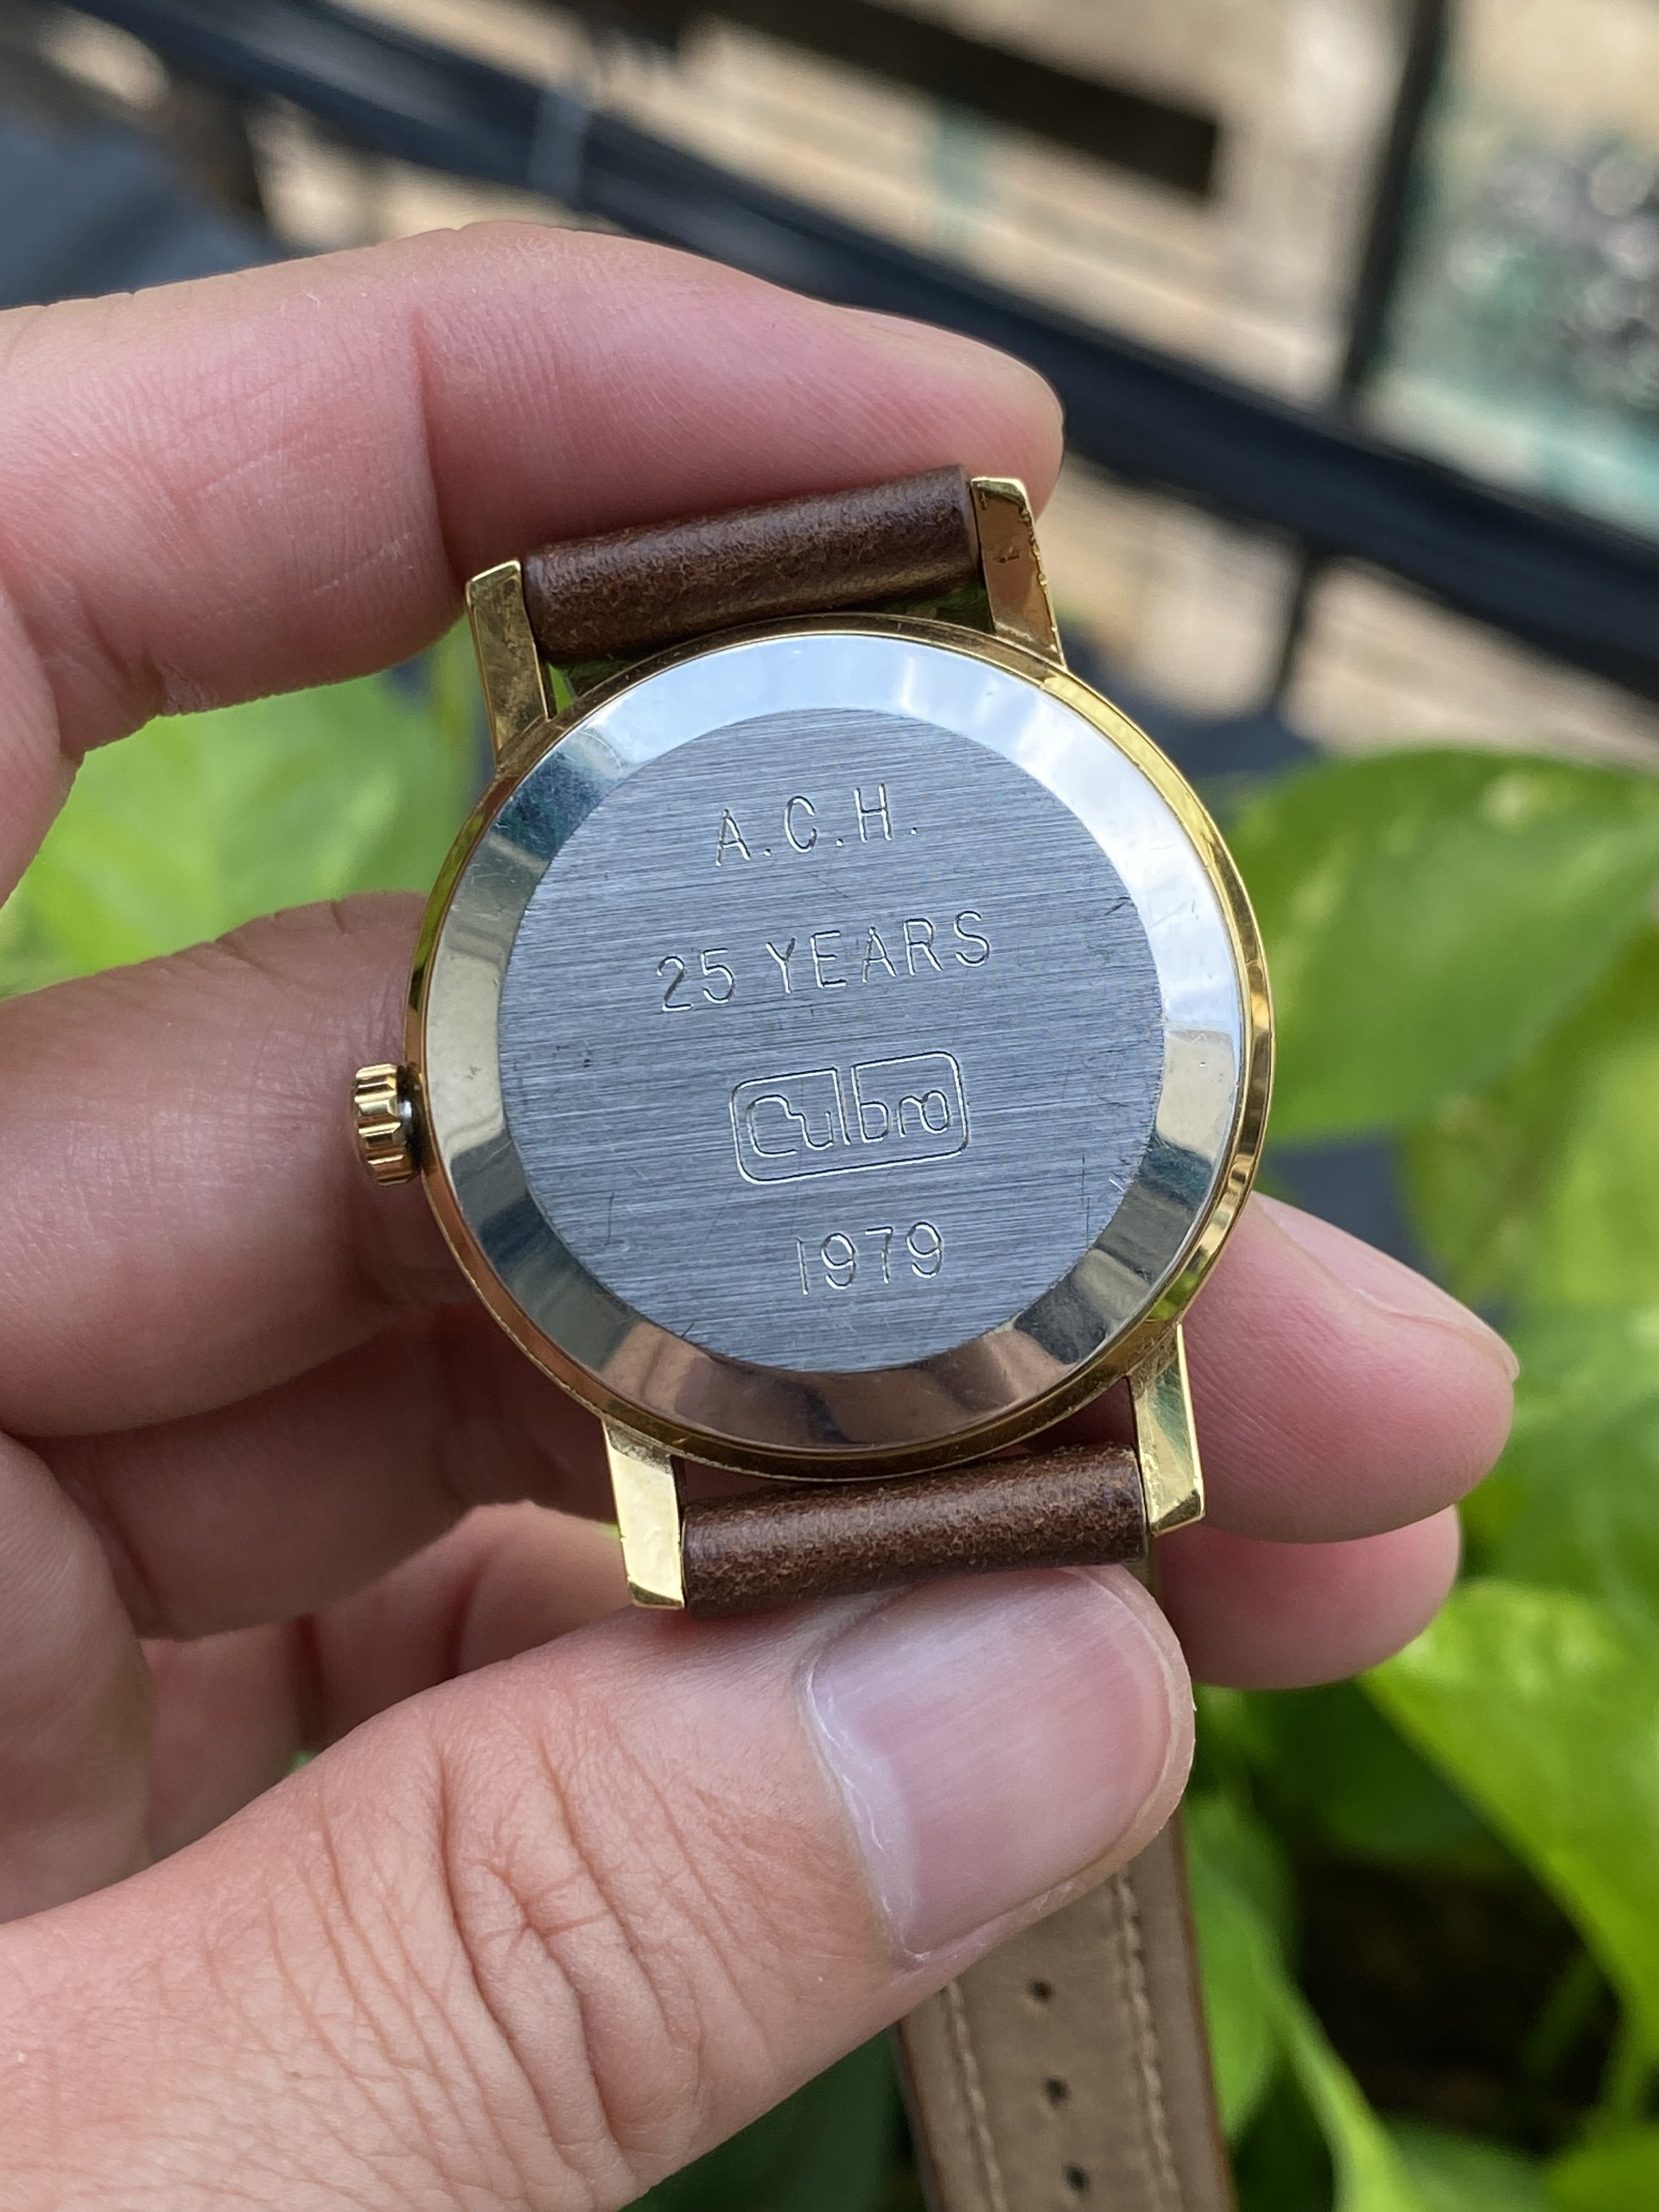 A.C.H.
25 YEARS
Culbro
1979